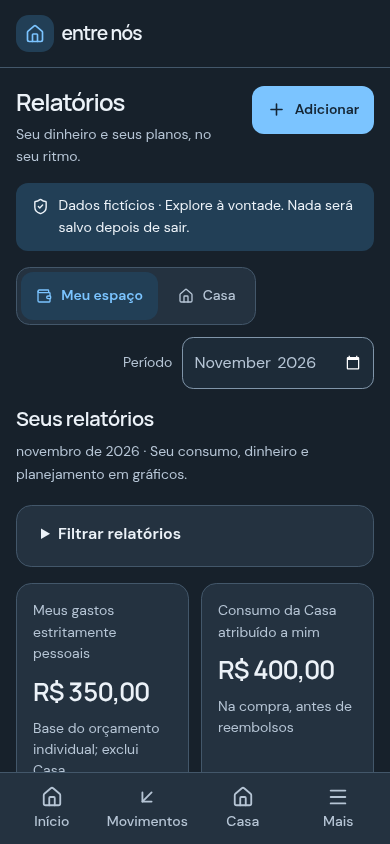 entre nós
Relatórios
Adicionar
Seu dinheiro e seus planos, no
seu ritmo.
Dados fictícios · Explore à vontade. Nada será
salvo depois de sair.
Meu espaço
Casa
Período
November 2026
Seus relatórios
novembro de 2026 · Seu consumo, dinheiro e
planejamento em gráficos.
Filtrar relatórios
Meus gastos
estritamente
pessoais
R$ 350,00
Base do orçamento
individual; exclui
Casa
Consumo da Casa
atribuído a mim
R$ 400,00
Na compra, antes de
reembolsos
Início
Movimentos
Casa
Mais